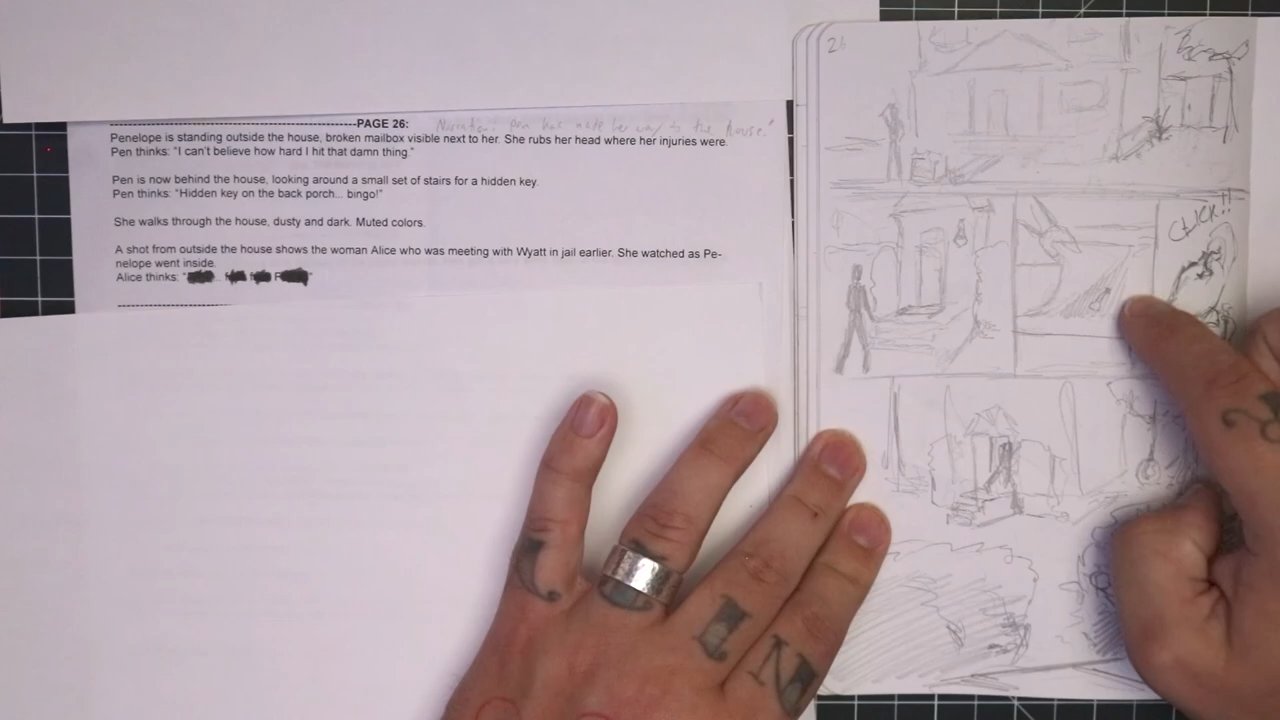 -----------------------------------------PAGE 26:
Narration: Pen has made her way to the house."
Penelope is standing outside the house, broken mailbox visible next to her. She rubs her head where her injuries were.
Pen thinks: "I can't believe how hard I hit that damn thing."
Pen is now behind the house, looking around a small set of stairs for a hidden key.
Pen thinks: "Hidden key on the back porch... bingo!"
She walks through the house, dusty and dark. Muted colors.
A shot from outside the house shows the woman Alice who was meeting with Wyatt in jail earlier. She watched as Pe-
nelope went inside.
Alice thinks: "
CLICK!!